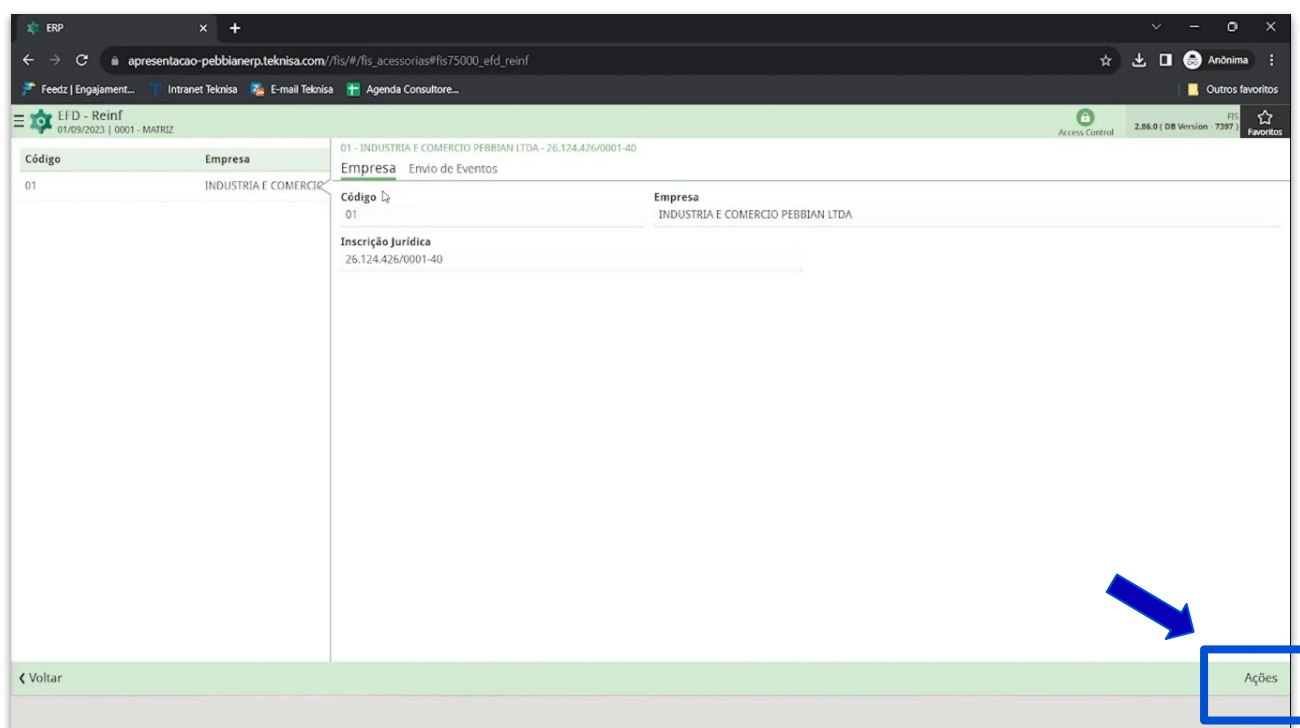 ERP
apresentacao-pebbianerp.teknisa.com//fis/#/fis_acessorias#fis75000_efd_reinf
Anônima
Feedz | Engajament...
Intranet Teknisa
E-mail Teknisa
Agenda Consultore...
Outros favoritos
EFD - Reinf
01/09/2023 | 0001 - MATRIZ
Access Control
FIS
2.86.0 ( DB Version - 7397 )
Favoritos
Código Empresa
01 INDUSTRIA E COMERCIO
01 - INDUSTRIA E COMERCIO PEBBIAN LTDA - 26.124.426/0001-40
Empresa Envio de Eventos
Código Empresa
01 INDUSTRIA E COMERCIO PEBBIAN LTDA
Inscrição Jurídica
26.124.426/0001-40
Voltar
Ações